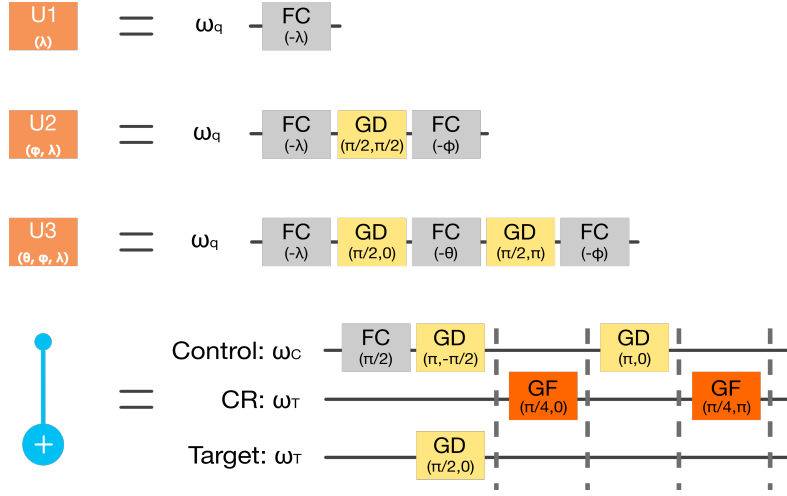 U1
(λ)
=
ωq
FC
(-λ)
U2
(φ, λ)
=
ωq
FC
(-λ)
GD
(π/2,π/2)
FC
(-φ)
U3
(θ, φ, λ)
=
ωq
FC
(-λ)
GD
(π/2,0)
FC
(-θ)
GD
(π/2,π)
FC
(-φ)
+
=
Control: ωC
FC
(π/2)
GD
(π,-π/2)
GD
(π,0)
CR: ωT
GF
(π/4,0)
GF
(π/4,π)
Target: ωT
GD
(π/2,0)